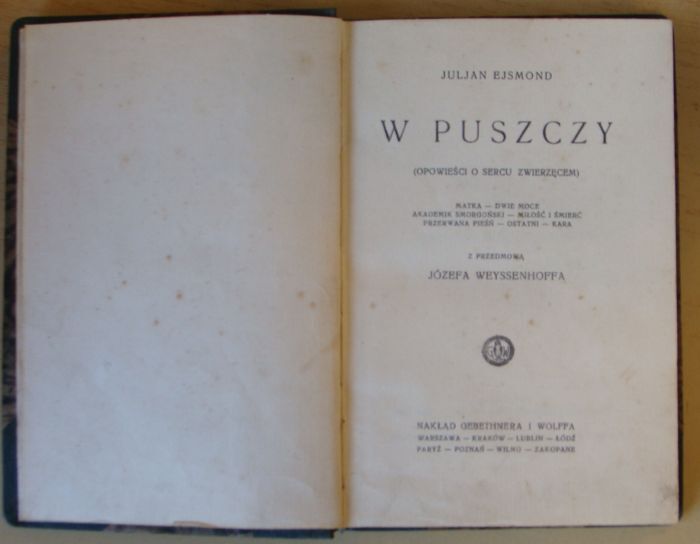 JULJAN EJSMOND
W PUSZCZY
(OPOWIEŚCI O SERCU ZWIERZĘCEM)
MATKA — DWIE MOCE
AKADEMIK SMORGOŃSKI — MIŁOŚĆ I ŚMIERĆ
PRZERWANA PIEŚŃ — OSTATNI — KARA
Z PRZEDMOWĄ
JÓZEFA WEYSSENHOFFA
NAKŁAD GEBETHNERA I WOLFFA
WARSZAWA — KRAKÓW — LUBLIN — ŁÓDŹ
PARYŻ — POZNAŃ — WILNO — ZAKOPANE